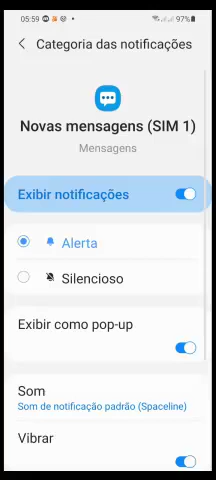 05:59 97%
Categoria das notificações
Novas mensagens (SIM 1)
Mensagens
Exibir notificações
Alerta
Silencioso
Exibir como pop-up
Som
Som de notificação padrão (Spaceline)
Vibrar